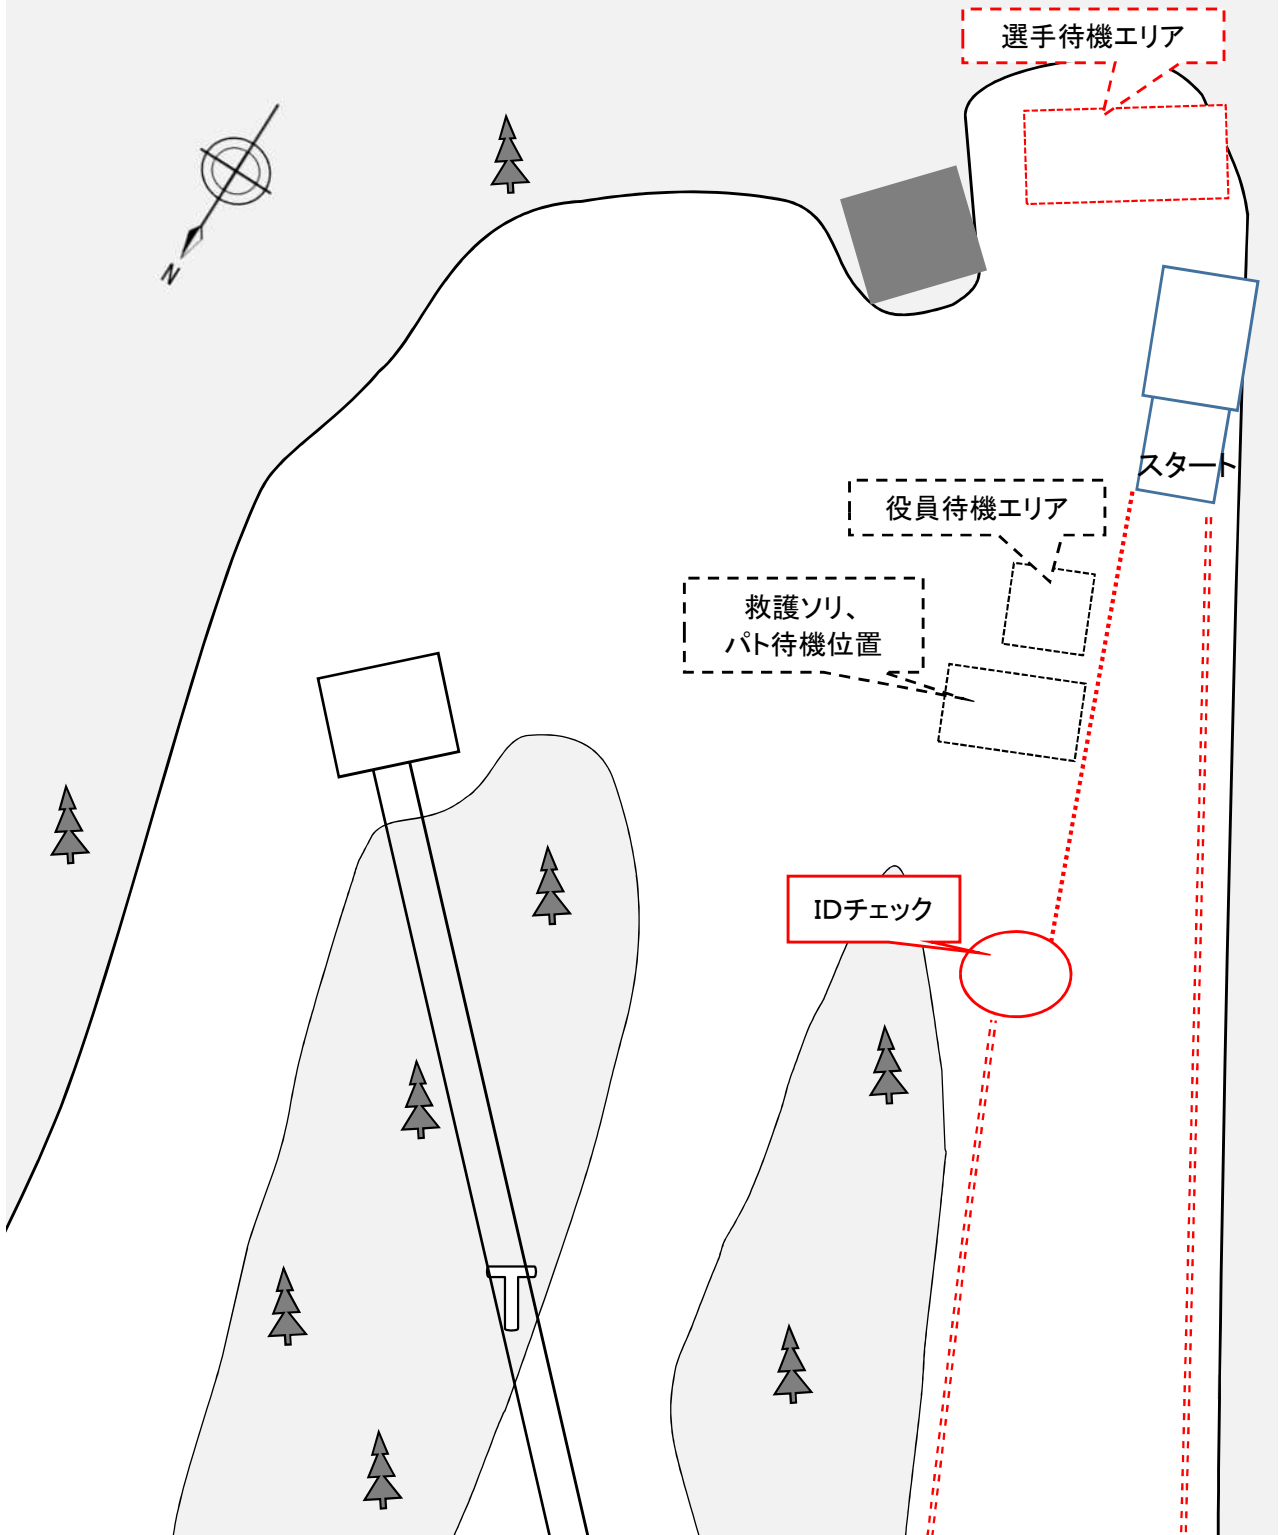 選手待機エリア
N
スタート
役員待機エリア
救護ソリ、
パト待機位置
IDチェック